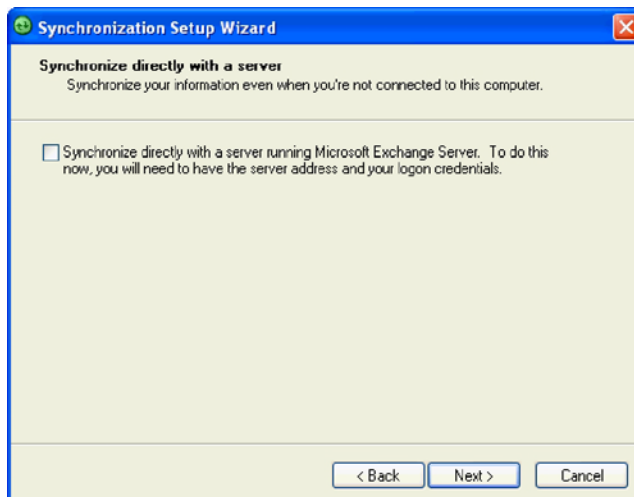 Synchronization Setup Wizard
Synchronize directly with a server
Synchronize your information even when you're not connected to this computer.
Synchronize directly with a server running Microsoft Exchange Server. To do this
now, you will need to have the server address and your logon credentials.
< Back Next > Cancel